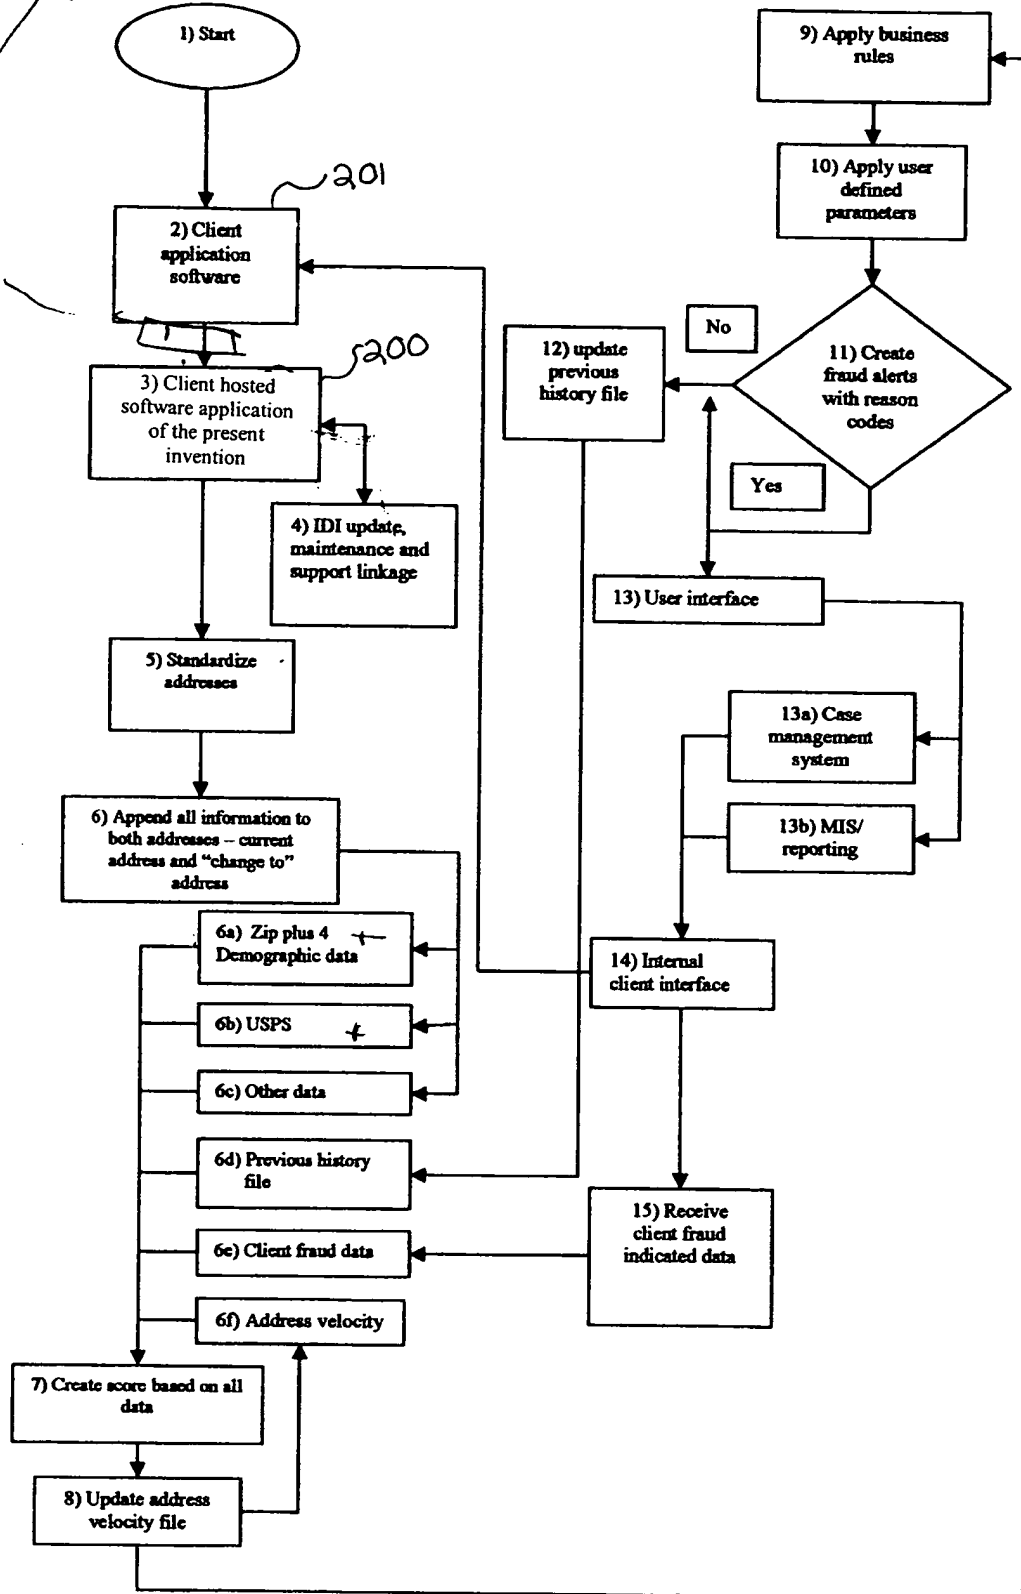 1) Start
201
2) Client
application
software
200
3) Client hosted
software application
of the present
invention
4) IDI update,
maintenance and
support linkage
5) Standardize
addresses
6) Append all information to
both addresses – current
address and “change to”
address
6a) Zip plus 4
Demographic data
6b) USPS
6c) Other data
6d) Previous history
file
6e) Client fraud data
6f) Address velocity
7) Create score based on all
data
8) Update address
velocity file
9) Apply business
rules
10) Apply user
defined
parameters
11) Create
fraud alerts
with reason
codes
No
Yes
12) update
previous
history file
13) User interface
13a) Case
management
system
13b) MIS/
reporting
14) Internal
client interface
15) Receive
client fraud
indicated data